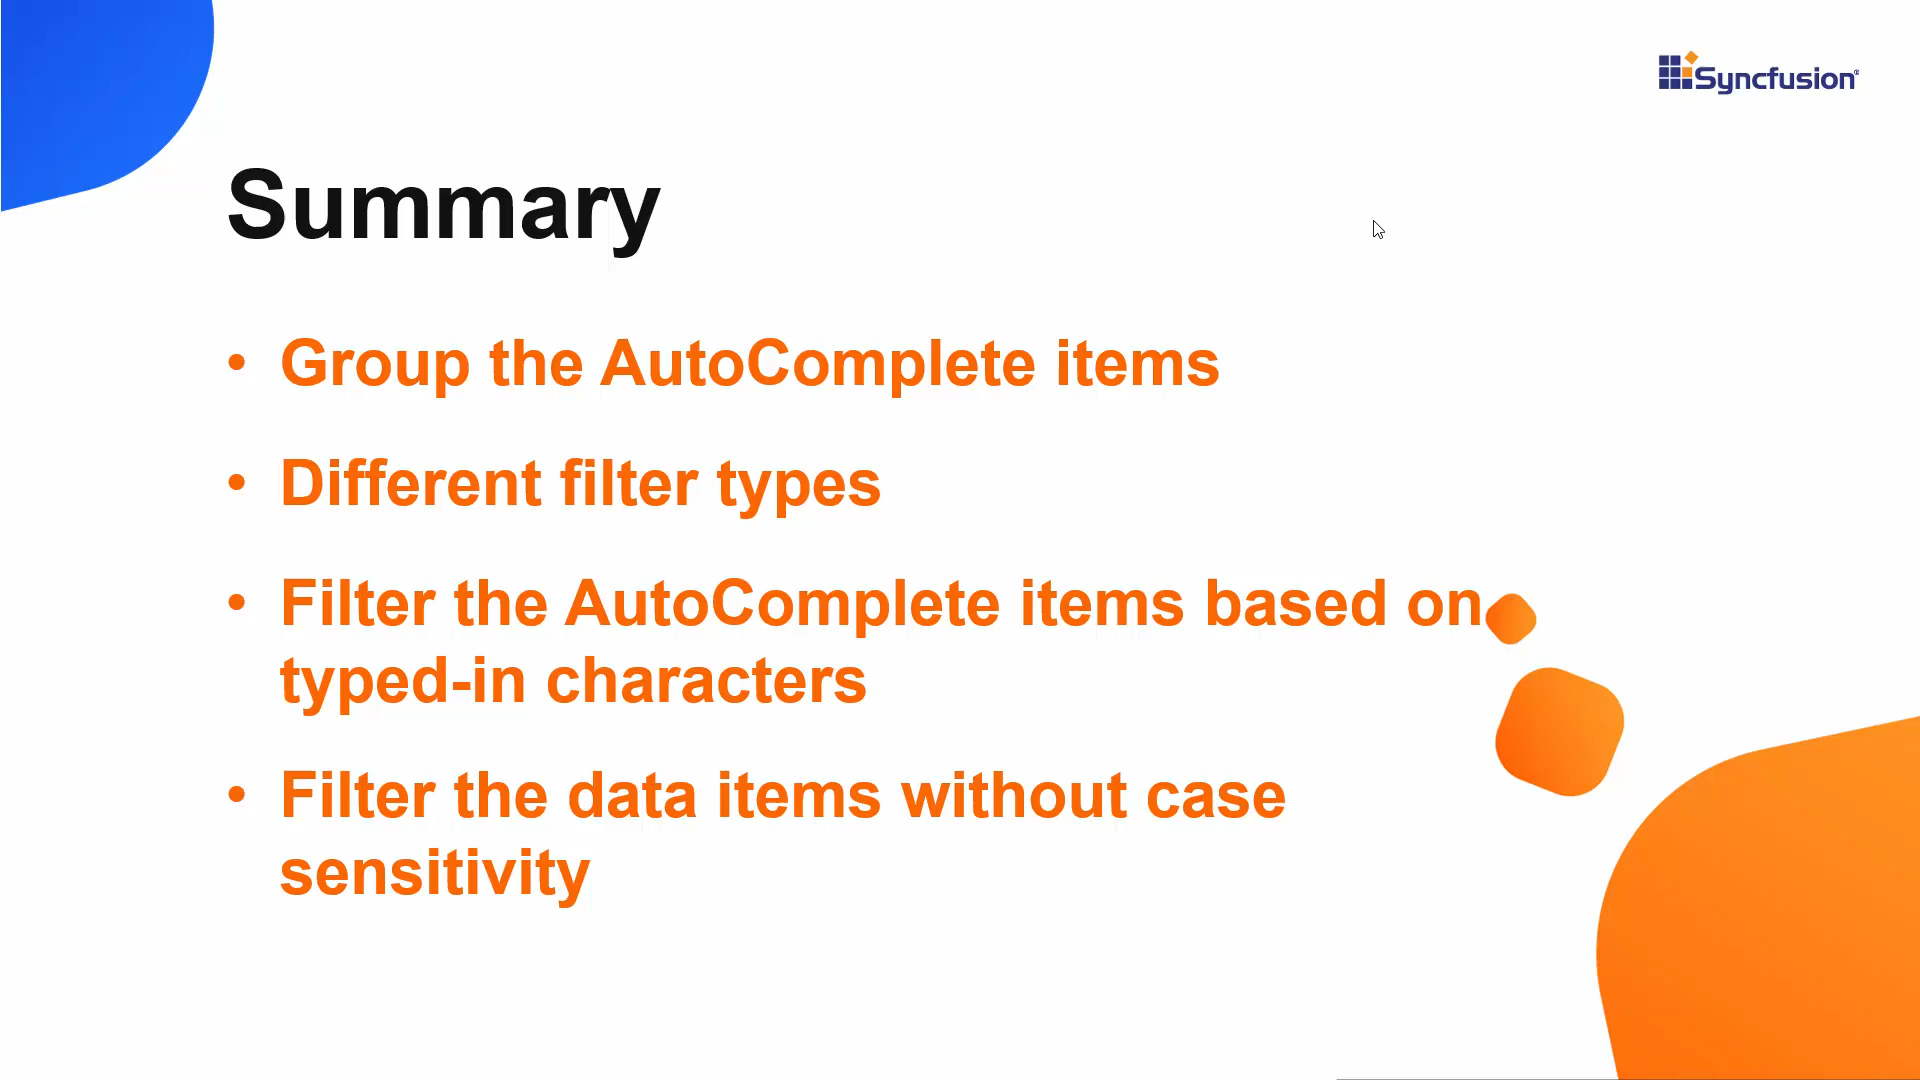 Syncfusion
Summary
• Group the AutoComplete items
• Different filter types
• Filter the AutoComplete items based on
typed-in characters
• Filter the data items without case
sensitivity